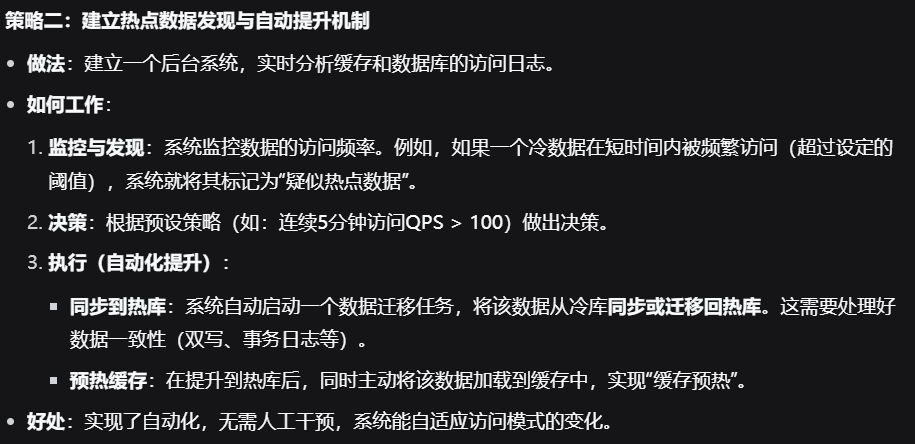 策略二：建立热点数据发现与自动提升机制
• 做法：建立一个后台系统，实时分析缓存和数据库的访问日志。
• 如何工作：
1. 监控与发现：系统监控数据的访问频率。例如，如果一个冷数据在短时间内被频繁访问（超过设定的
阈值），系统就将其标记为“疑似热点数据”。
2. 决策：根据预设策略（如：连续5分钟访问QPS > 100）做出决策。
3. 执行（自动化提升）：
▪ 同步到热库：系统自动启动一个数据迁移任务，将该数据从冷库同步或迁移回热库。这需要处理好
数据一致性（双写、事务日志等）。
▪ 预热缓存：在提升到热库后，同时主动将该数据加载到缓存中，实现“缓存预热”。
• 好处：实现了自动化，无需人工干预，系统能自适应访问模式的变化。